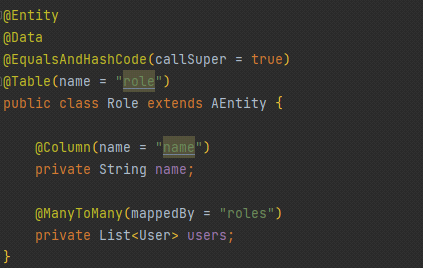 @Entity
@Data
@EqualsAndHashCode(callSuper = true)
@Table(name = "role")
public class Role extends AEntity {
@Column(name = "name")
private String name;
@ManyToMany(mappedBy = "roles")
private List<User> users;
}